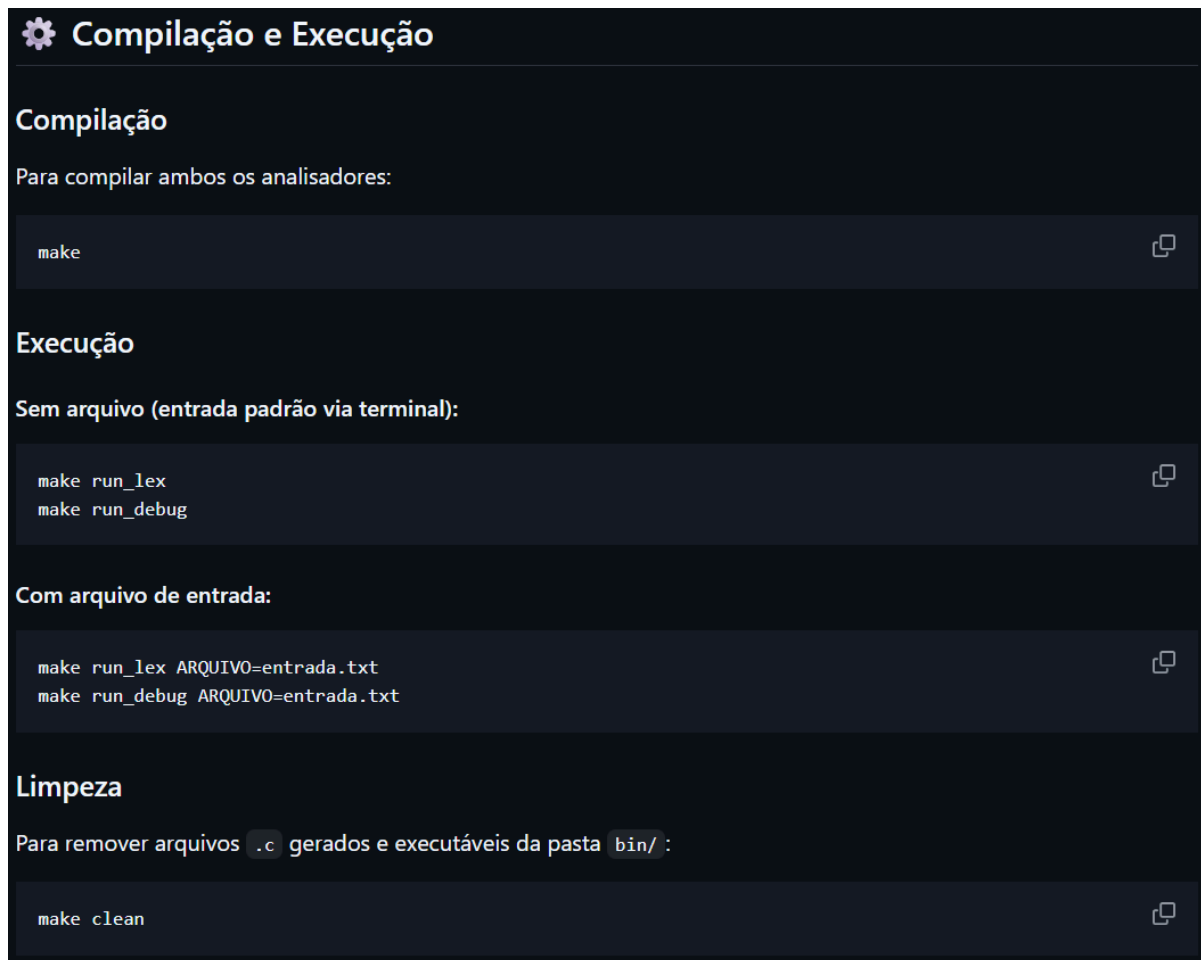 Compilação e Execução
Compilação
Para compilar ambos os analisadores:
make
Execução
Sem arquivo (entrada padrão via terminal):
make run_lex
make run_debug
Com arquivo de entrada:
make run_lex ARQUIVO=entrada.txt
make run_debug ARQUIVO=entrada.txt
Limpeza
Para remover arquivos .c gerados e executáveis da pasta bin/ :
make clean